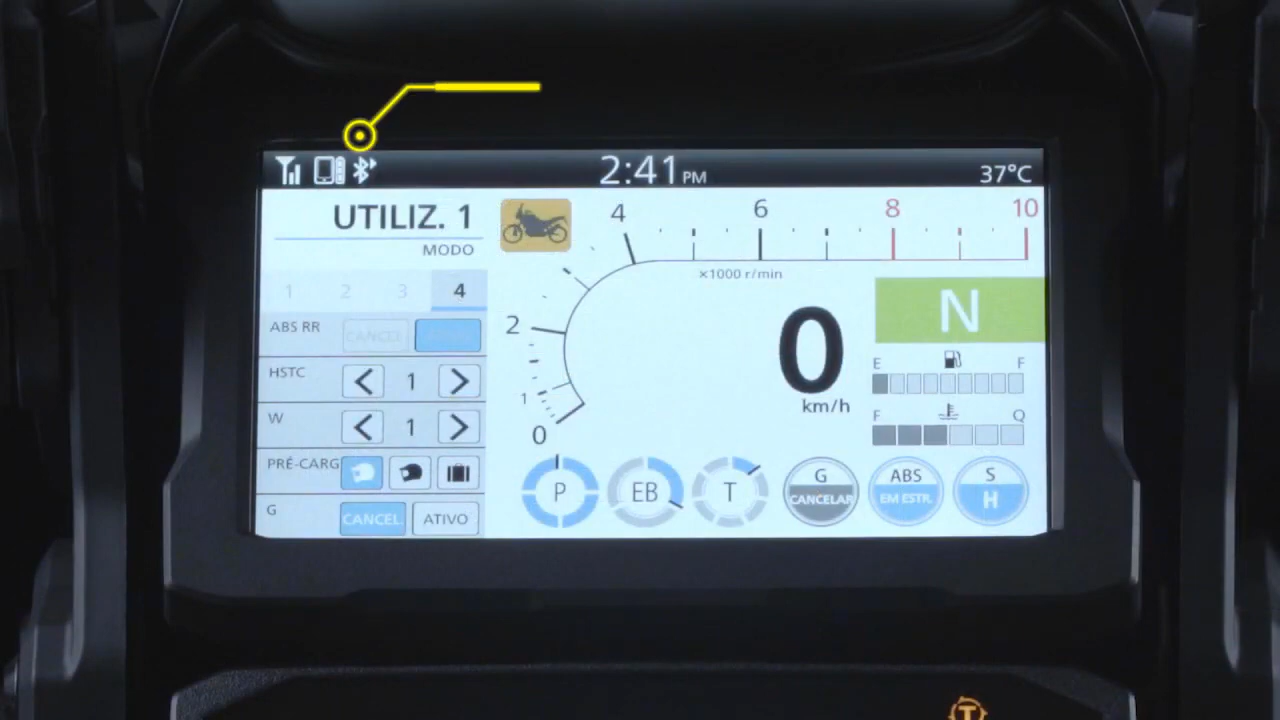 2:41 PM
37°C
UTILIZ. 1
MODO
1 2 3 4
ABS RR
CANCEL
HSTC
1
W
1
PRÉ-CARG
G
CANCEL
ATIVO
0 1 2 4 6 8 10
×1000 r/min
0
km/h
N
E F
F Q
P
EB
T
G
CANCELAR
ABS
EM ESTR.
S
H
T